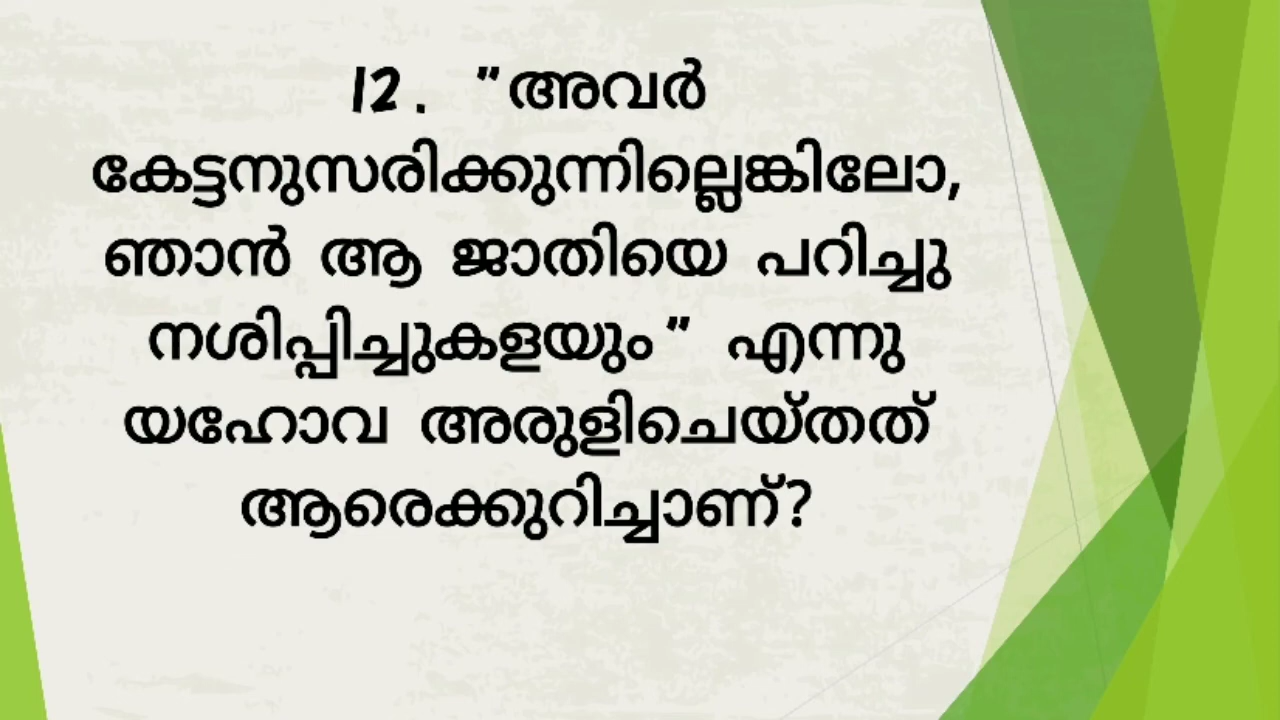 12. "അവർ
കേട്ടനുസരിക്കുന്നില്ലെങ്കിലോ,
ഞാൻ ആ ജാതിയെ പറിച്ചു
നശിപ്പിച്ചുകളയും" എന്നു
യഹോവ അരുളിചെയ്തത്
ആരെക്കുറിച്ചാണ്?